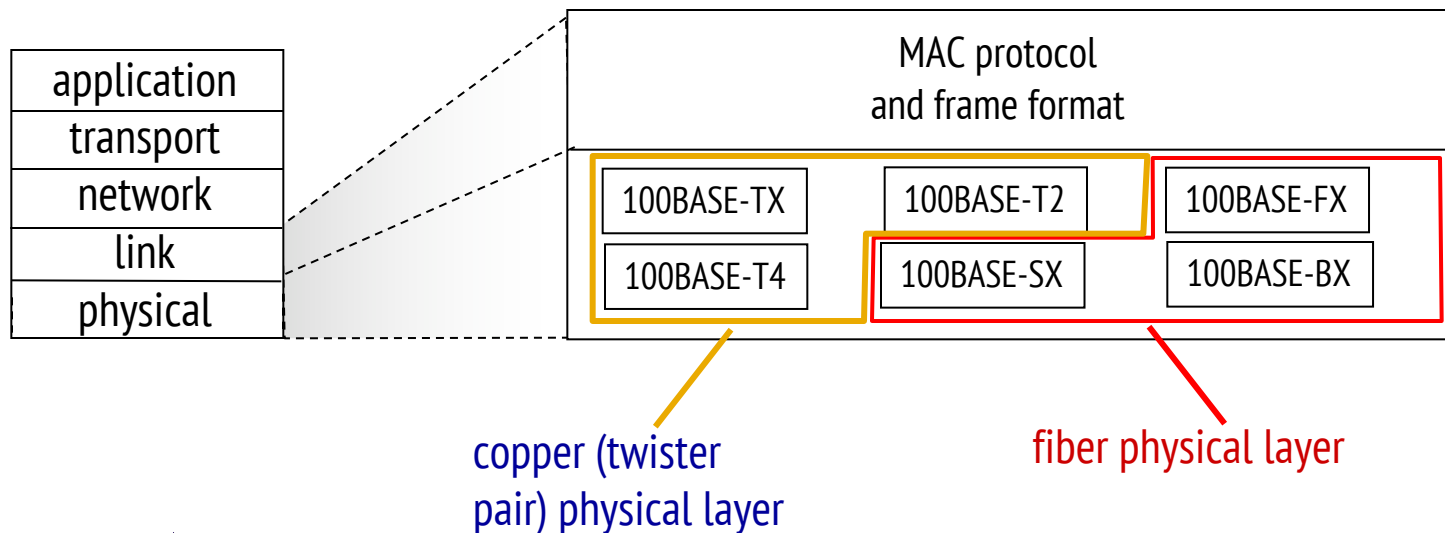 application
transport
network
link
physical
MAC protocol
and frame format
100BASE-TX
100BASE-T2
100BASE-FX
100BASE-T4
100BASE-SX
100BASE-BX
copper (twister
pair) physical layer
fiber physical layer